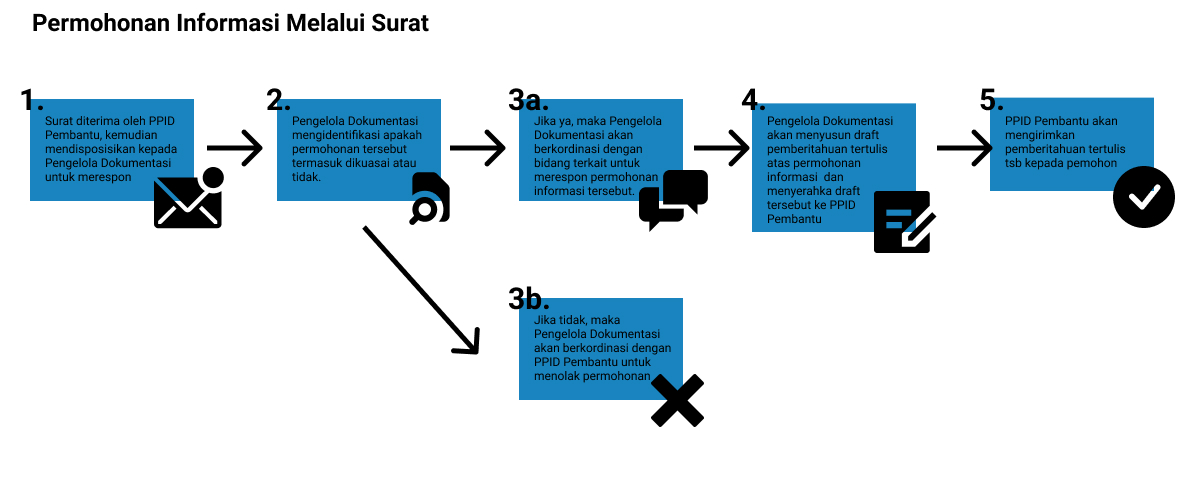 Permohonan Informasi Melalui Surat
1.
Surat diterima oleh PPID
Pembantu, kemudian
mendisposisikan kepada
Pengelola Dokumentasi
untuk merespon
2.
Pengelola Dokumentasi
mengidentifikasi apakah
permohonan tersebut
termasuk dikuasai atau
tidak.
3a.
Jika ya, maka Pengelola
Dokumentasi akan
berkordinasi dengan
bidang terkait untuk
merespon permohonan
informasi tersebut.
4.
Pengelola Dokumentasi
akan menyusun draft
pemberitahuan tertulis
atas permohonan
informasi dan
menyerahka draft
tersebut ke PPID
Pembantu
5.
PPID Pembantu akan
mengirimkan
pemberitahuan tertulis
tsb kepada pemohon
3b.
Jika tidak, maka
Pengelola Dokumentasi
akan berkordinasi dengan
PPID Pembantu untuk
menolak permohonan